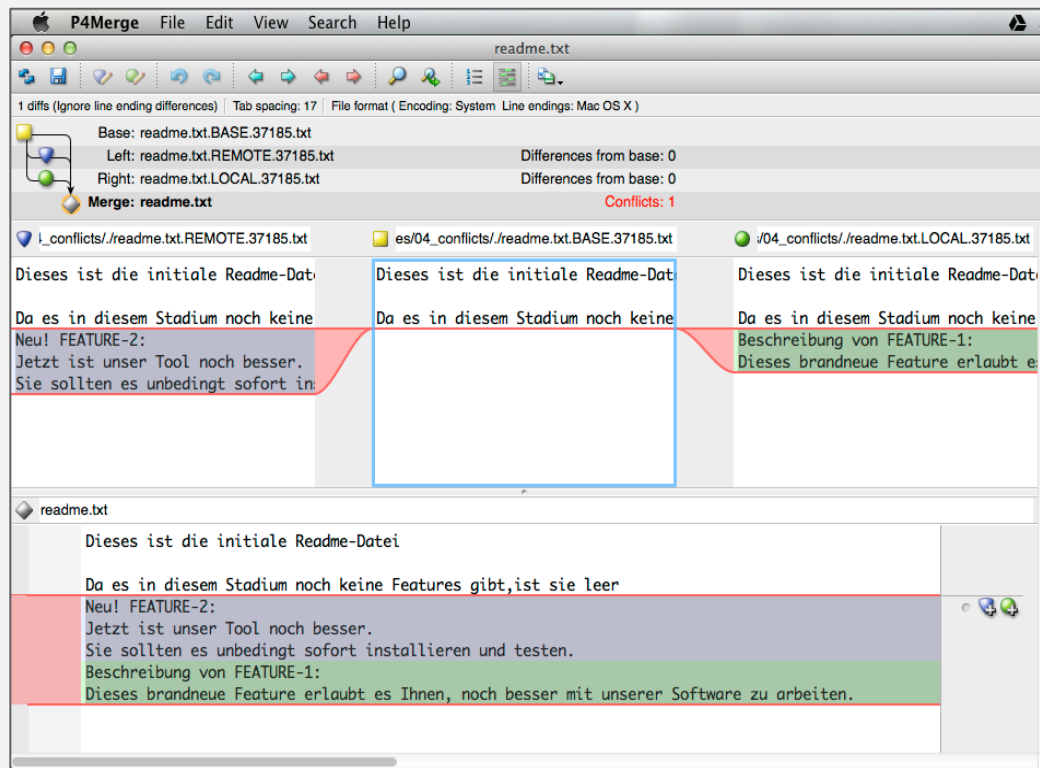 P4Merge File Edit View Search Help
readme.txt
1 diffs (Ignore line ending differences) Tab spacing: 17 File format ( Encoding: System Line endings: Mac OS X )
Base: readme.txt.BASE.37185.txt
Left: readme.txt.REMOTE.37185.txt Differences from base: 0
Right: readme.txt.LOCAL.37185.txt Differences from base: 0
Merge: readme.txt Conflicts: 1
_conflicts/./readme.txt.REMOTE.37185.txt es/04_conflicts/./readme.txt.BASE.37185.txt /04_conflicts/./readme.txt.LOCAL.37185.txt
Dieses ist die initiale Readme-Dat
Da es in diesem Stadium noch keine
Neu! FEATURE-2:
Jetzt ist unser Tool noch besser.
Sie sollten es unbedingt sofort in
Dieses ist die initiale Readme-Dat
Da es in diesem Stadium noch keine
Dieses ist die initiale Readme-Dat
Da es in diesem Stadium noch keine
Beschreibung von FEATURE-1:
Dieses brandneue Feature erlaubt e
readme.txt
Dieses ist die initiale Readme-Datei
Da es in diesem Stadium noch keine Features gibt,ist sie leer
Neu! FEATURE-2:
Jetzt ist unser Tool noch besser.
Sie sollten es unbedingt sofort installieren und testen.
Beschreibung von FEATURE-1:
Dieses brandneue Feature erlaubt es Ihnen, noch besser mit unserer Software zu arbeiten.